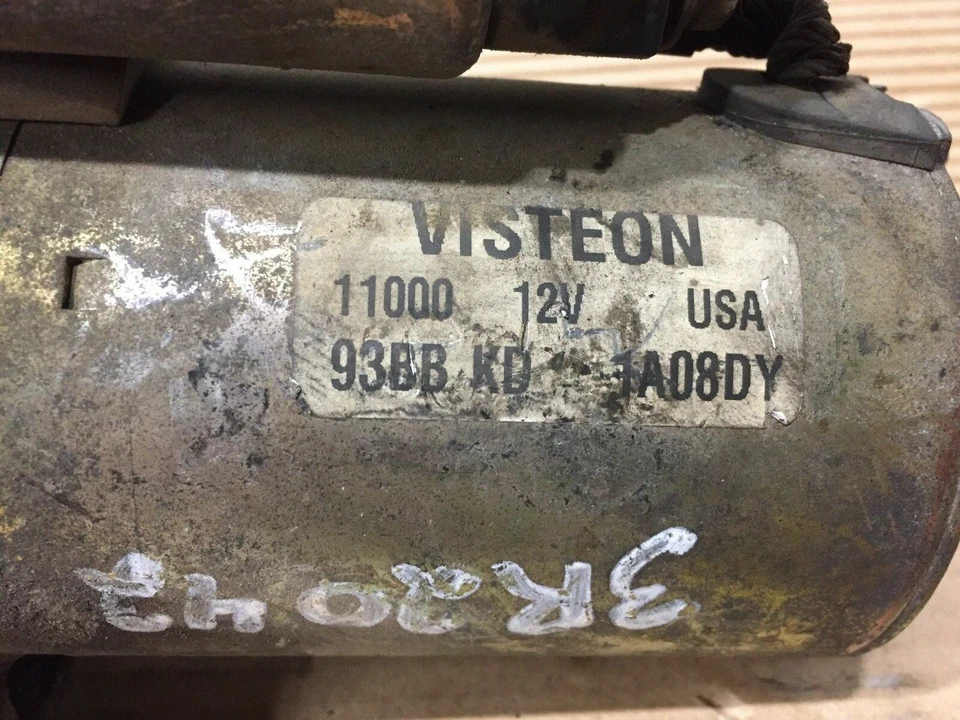 VISTEON
11000 12V USA
93BB KD 1A08DY